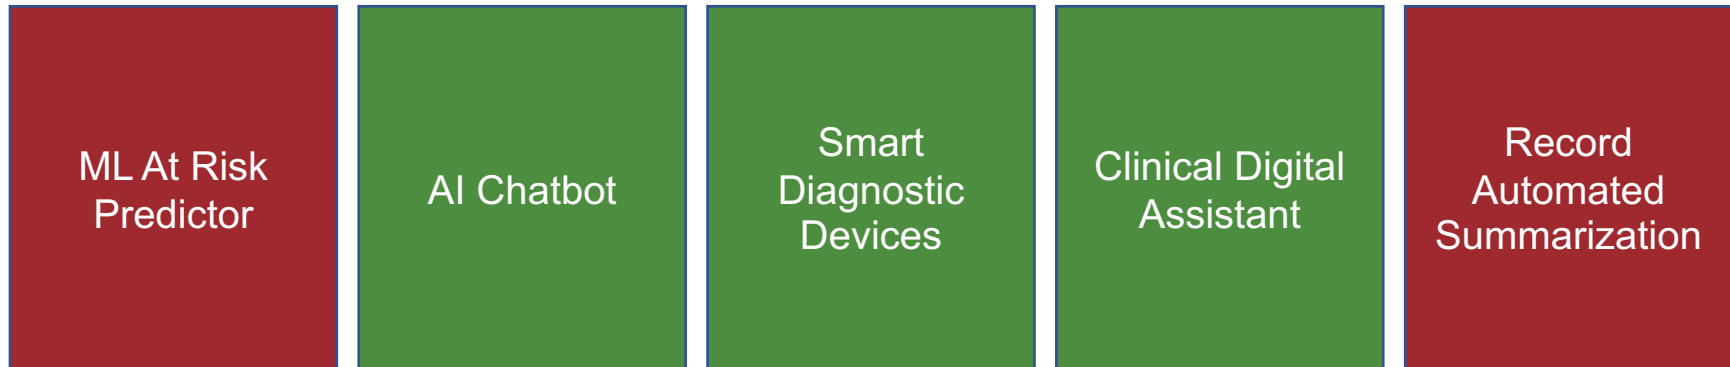 ML At Risk
Predictor
AI Chatbot
Smart
Diagnostic
Devices
Clinical Digital
Assistant
Record
Automated
Summarization